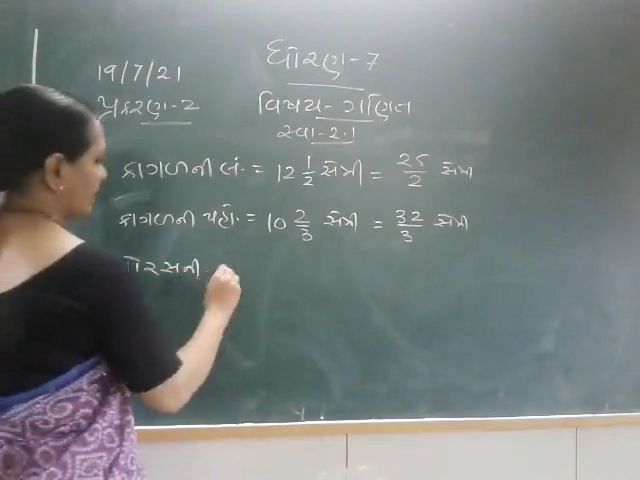 ધોરણ-7
19/7/21
પ્રકરણ-2 વિષય-ગણિત
સ્વા-2.1
કાગળની લં. = 12 1/2 સેમી = 25/2 સેમી
કાગળની પહો. = 10 2/3 સેમી = 32/3 સેમી